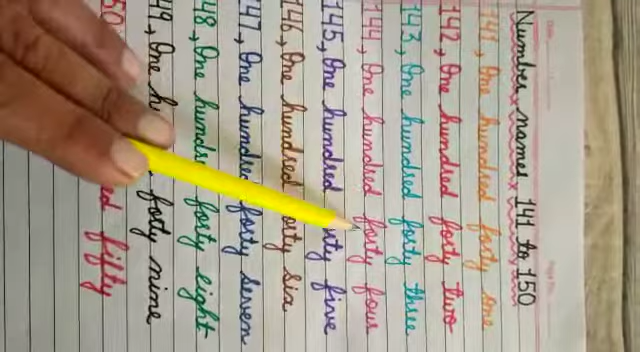 Number names 141 to 150
141, One hundred forty one
142, One hundred forty two
143, One hundred forty three
144, One hundred forty four
145, One hundred forty five
146, One hundred forty six
147, One hundred forty seven
148, One hundred forty eight
149, One forty nine
150 fifty